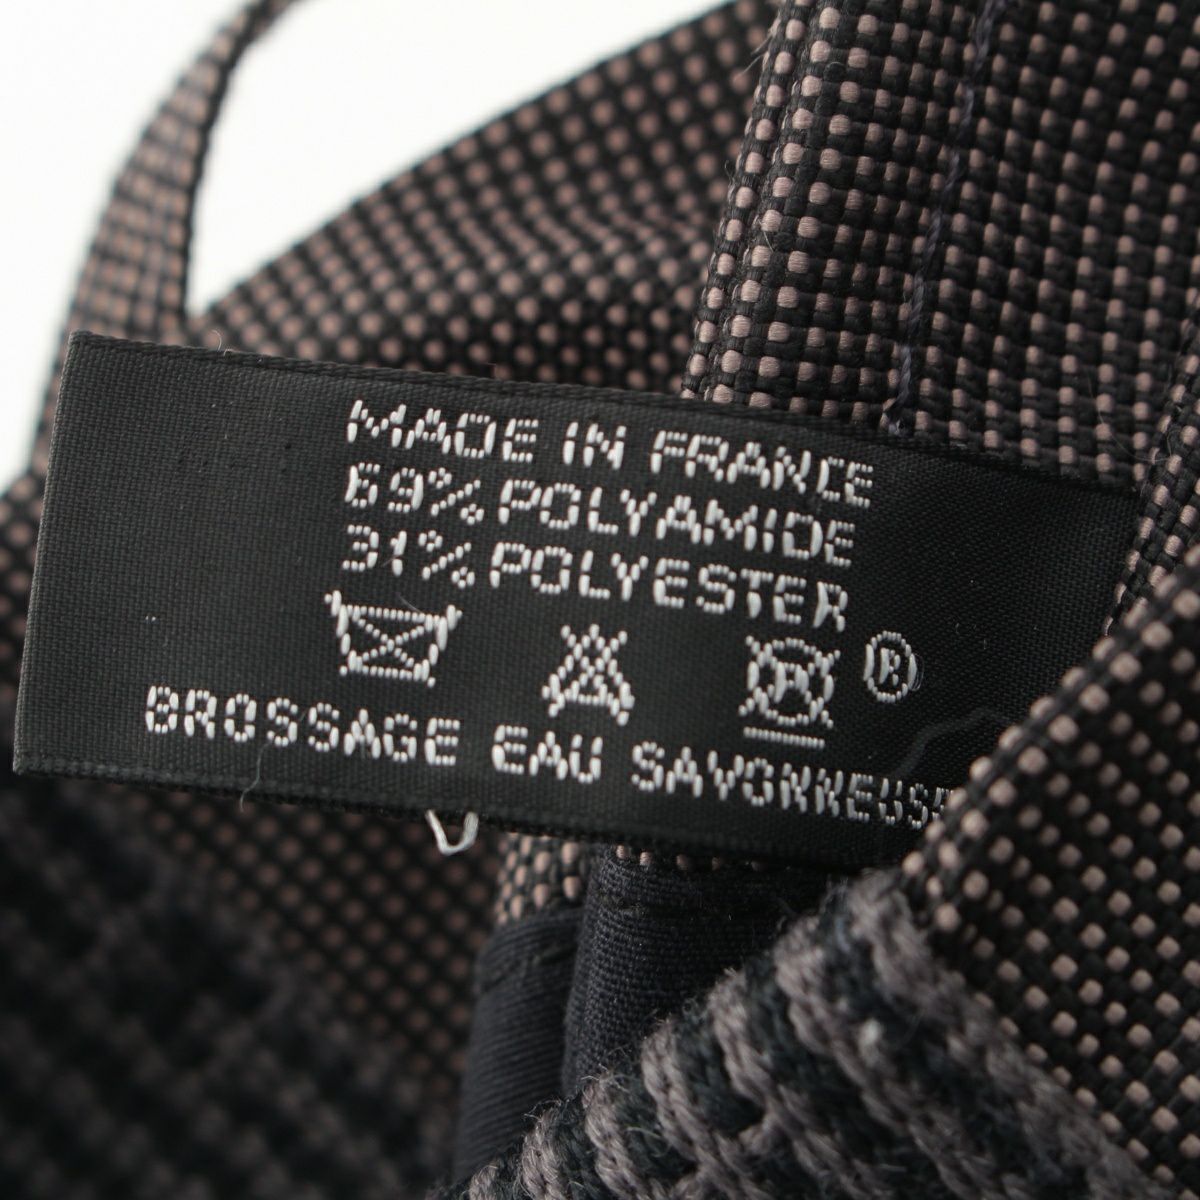 MADE IN FRANCE
69% POLYAMIDE
31% POLYESTER
®
BROSSAGE EAU SAVONNEUSE